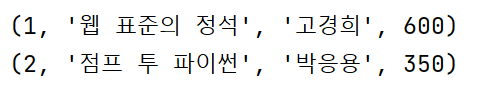 (1, '웹 표준의 정석', '고경희', 600)
(2, '점프 투 파이썬', '박응용', 350)